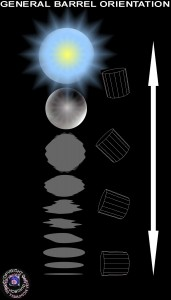 GENERAL BARREL ORIENTATION